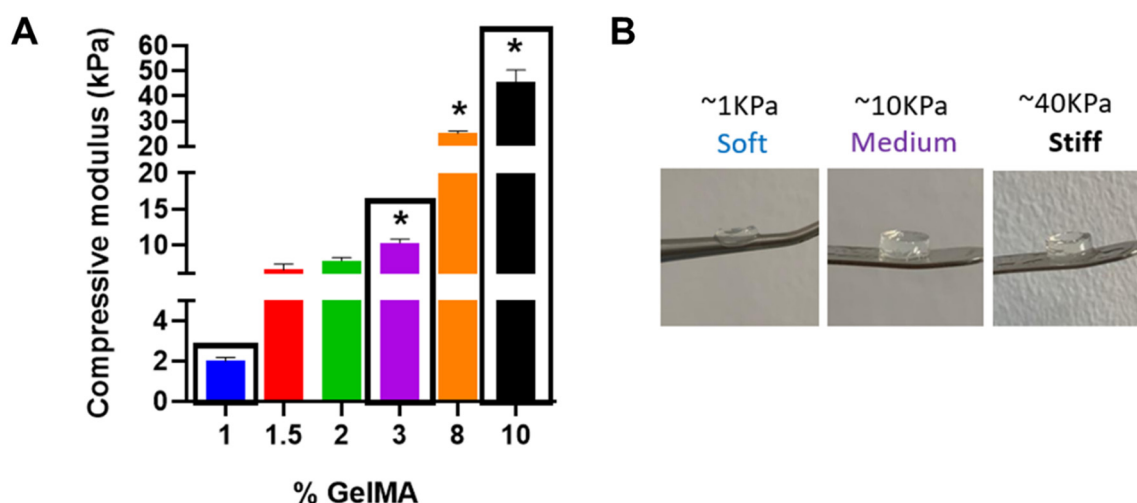 A
Compressive modulus (kPa)
60
50
40
30
20
20
15
10
4
2
0
*
*
*
1 1.5 2 3 8 10
% GelMA
B
~1KPa ~10KPa ~40KPa
Soft Medium Stiff